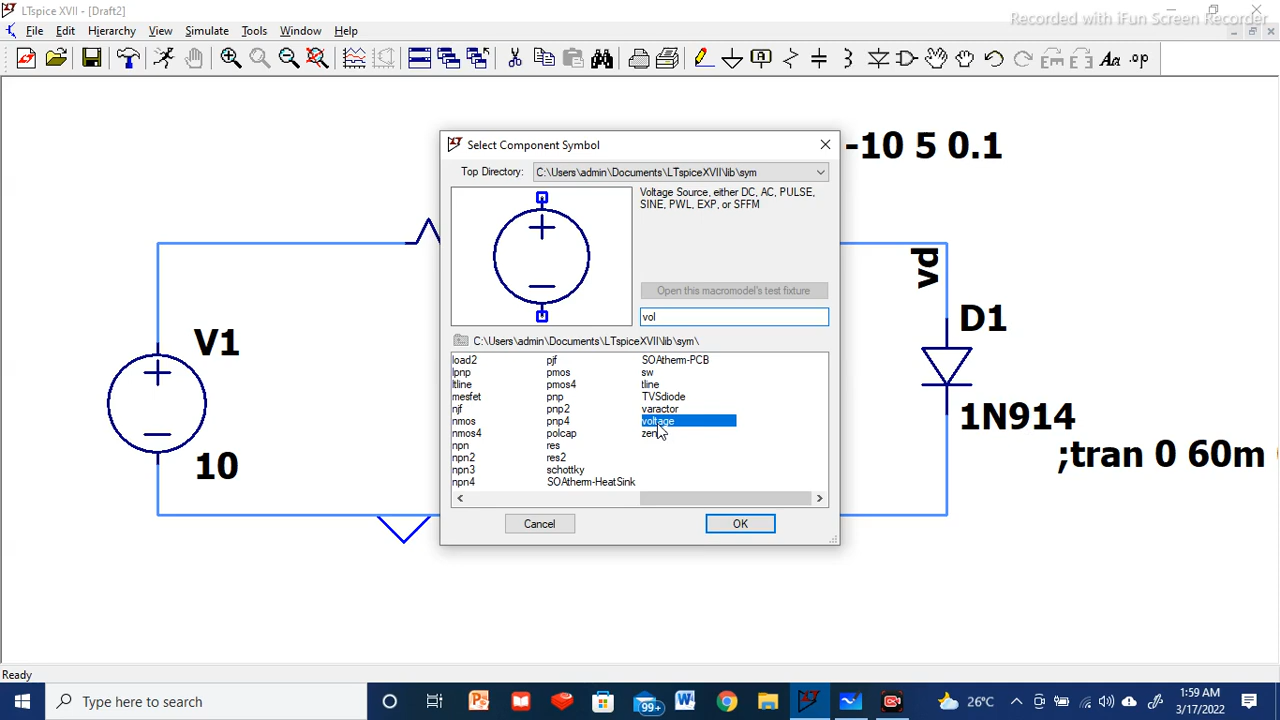 LTspice XVII - [Draft2]
Recorded with iFun Screen Recorder
File Edit Hierarchy View Simulate Tools Window Help
Aa .op
Select Component Symbol
-10 5 0.1
Top Directory: C:\Users\admin\Documents\LTspiceXVII\lib\sym
Voltage Source, either DC, AC, PULSE,
SINE, PWL, EXP, or SFFM
vd
Open this macromodel's test fixture
vol
V1
D1
C:\Users\admin\Documents\LTspiceXVII\lib\sym\
load2 pjf SOAtherm-PCB
lpnp pmos sw
ltline pmos4 tline
mesfet pnp TVSdiode
njf pnp2 varactor
nmos pnp4 voltage
nmos4 polcap
npn res
npn2 res2
npn3 schottky
npn4 SOAtherm-HeatSink
1N914
;tran 0 60m
10
Cancel OK
Ready
Type here to search
99+
26°C
1:59 AM
3/17/2022